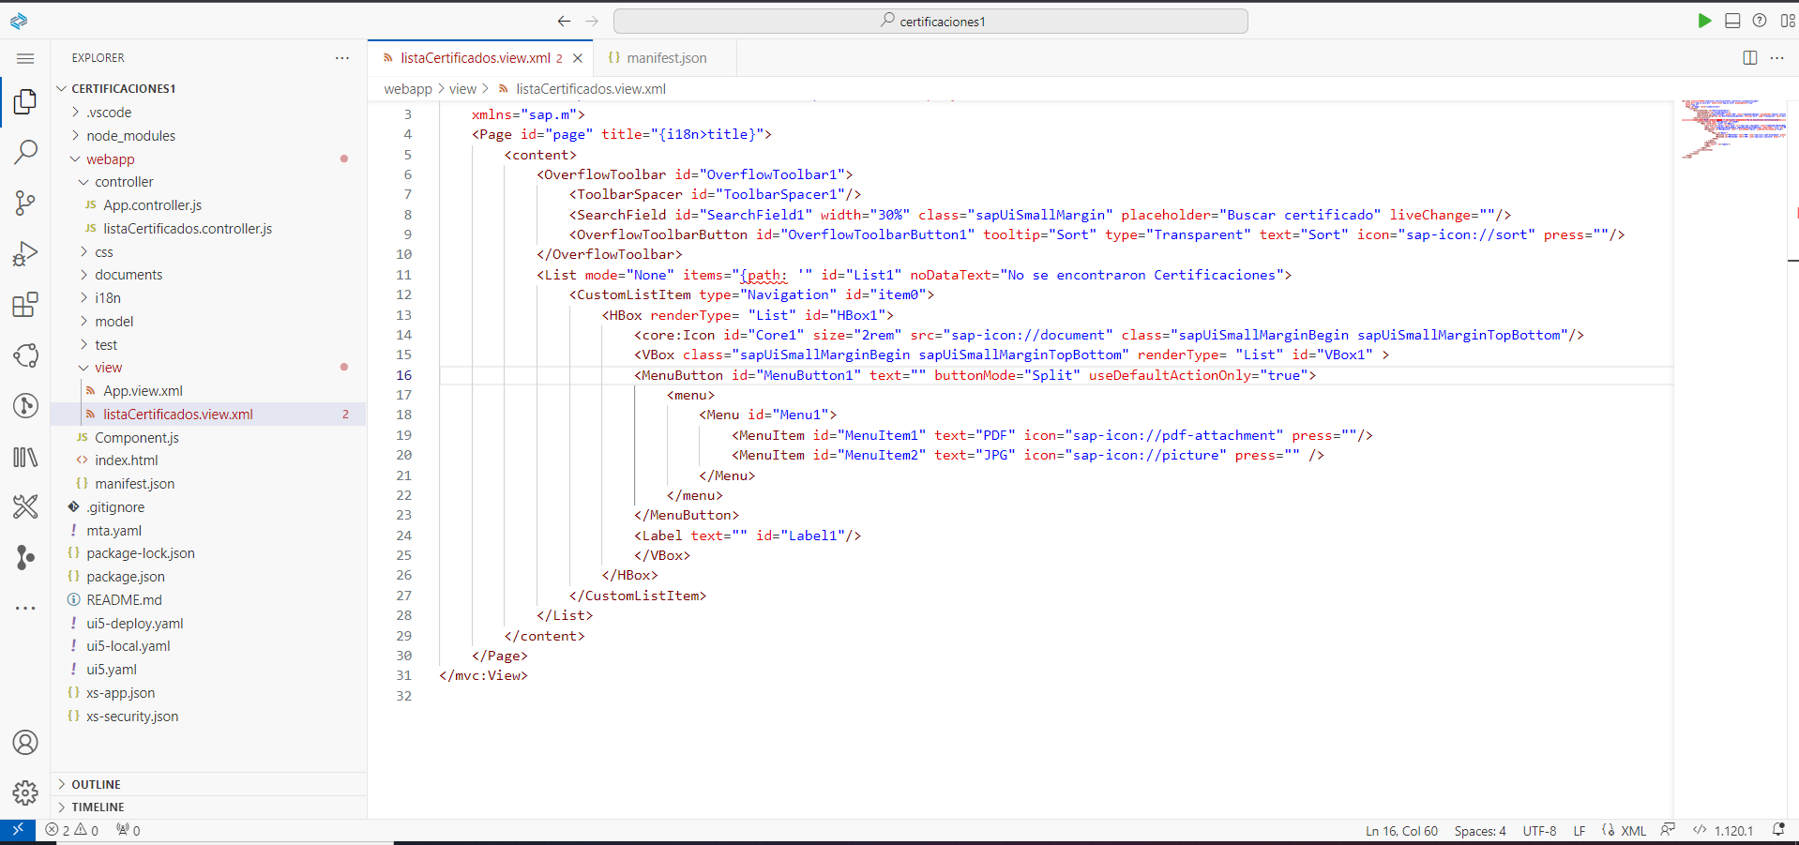 certificaciones1
EXPLORER
CERTIFICACIONES1
.vscode
node_modules
webapp
controller
App.controller.js
listaCertificados.controller.js
css
documents
i18n
model
test
view
App.view.xml
listaCertificados.view.xml 2
Component.js
index.html
manifest.json
.gitignore
mta.yaml
package-lock.json
package.json
README.md
ui5-deploy.yaml
ui5-local.yaml
ui5.yaml
xs-app.json
xs-security.json
OUTLINE
TIMELINE
listaCertificados.view.xml 2
manifest.json
webapp > view > listaCertificados.view.xml
3 xmlns="sap.m">
4 <Page id="page" title="{i18n>title}">
5 <content>
6 <OverflowToolbar id="OverflowToolbar1">
7 <ToolbarSpacer id="ToolbarSpacer1"/>
8 <SearchField id="SearchField1" width="30%" class="sapUiSmallMargin" placeholder="Buscar certificado" liveChange=""/>
9 <OverflowToolbarButton id="OverflowToolbarButton1" tooltip="Sort" type="Transparent" text="Sort" icon="sap-icon://sort" press=""/>
10 </OverflowToolbar>
11 <List mode="None" items="{path: '" id="List1" noDataText="No se encontraron Certificaciones">
12 <CustomListItem type="Navigation" id="item0">
13 <HBox renderType= "List" id="HBox1">
14 <core:Icon id="Core1" size="2rem" src="sap-icon://document" class="sapUiSmallMarginBegin sapUiSmallMarginTopBottom"/>
15 <VBox class="sapUiSmallMarginBegin sapUiSmallMarginTopBottom" renderType= "List" id="VBox1" >
16 <MenuButton id="MenuButton1" text="" buttonMode="Split" useDefaultActionOnly="true">
17 <menu>
18 <Menu id="Menu1">
19 <MenuItem id="MenuItem1" text="PDF" icon="sap-icon://pdf-attachment" press=""/>
20 <MenuItem id="MenuItem2" text="JPG" icon="sap-icon://picture" press="" />
21 </Menu>
22 </menu>
23 </MenuButton>
24 <Label text="" id="Label1"/>
25 </VBox>
26 </HBox>
27 </CustomListItem>
28 </List>
29 </content>
30 </Page>
31 </mvc:View>
32
2 0 0
Ln 16, Col 60 Spaces: 4 UTF-8 LF XML 1.120.1